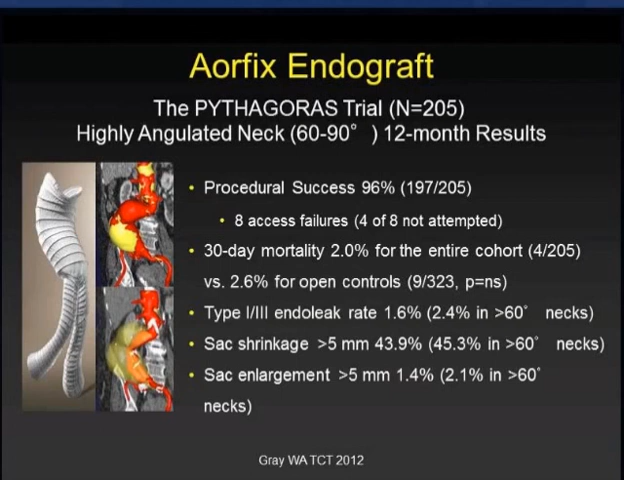 Aorfix Endograft
The PYTHAGORAS Trial (N=205)
Highly Angulated Neck (60-90° ) 12-month Results
• Procedural Success 96% (197/205)
• 8 access failures (4 of 8 not attempted)
• 30-day mortality 2.0% for the entire cohort (4/205)
vs. 2.6% for open controls (9/323, p=ns)
• Type I/III endoleak rate 1.6% (2.4% in >60° necks)
• Sac shrinkage >5 mm 43.9% (45.3% in >60° necks)
• Sac enlargement >5 mm 1.4% (2.1% in >60°
necks)
Gray WA TCT 2012